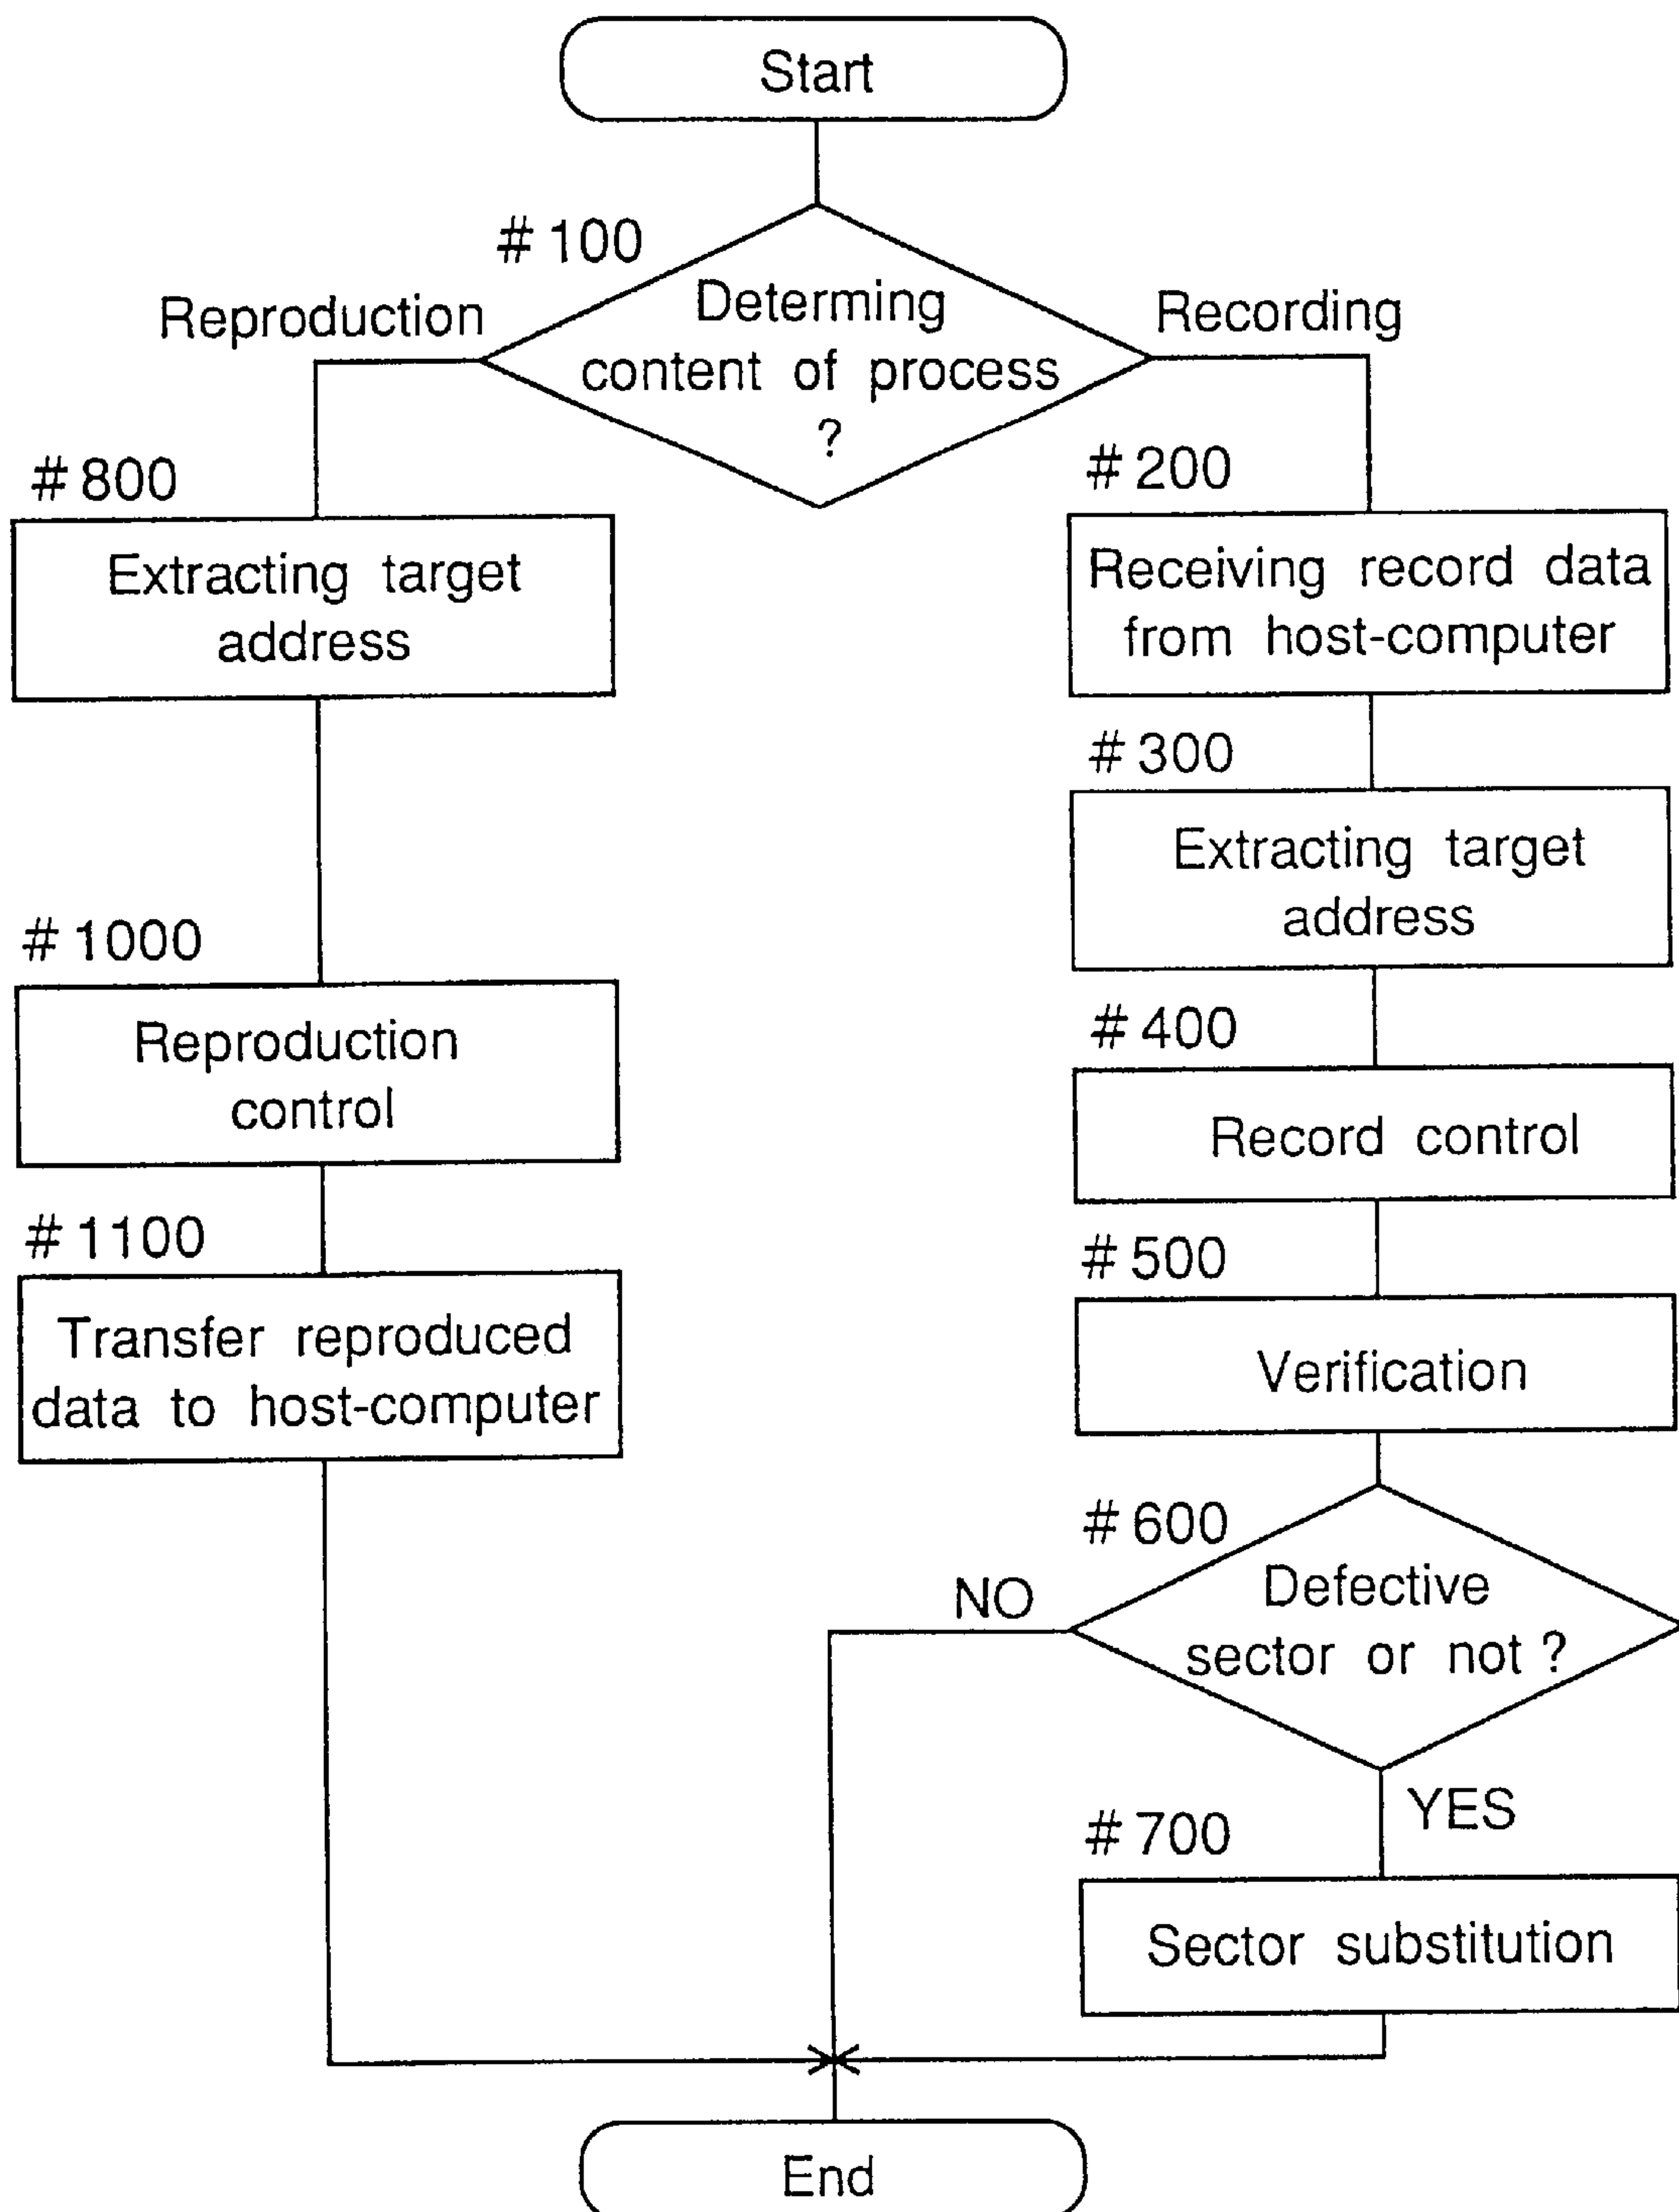 Start
# 100
Determing
content of process
?
Reproduction
Recording
# 800
Extracting target
address
# 1000
Reproduction
control
# 1100
Transfer reproduced
data to host-computer
# 200
Receiving record data
from host-computer
# 300
Extracting target
address
# 400
Record control
# 500
Verification
# 600
Defective
sector or not ?
NO
YES
# 700
Sector substitution
End